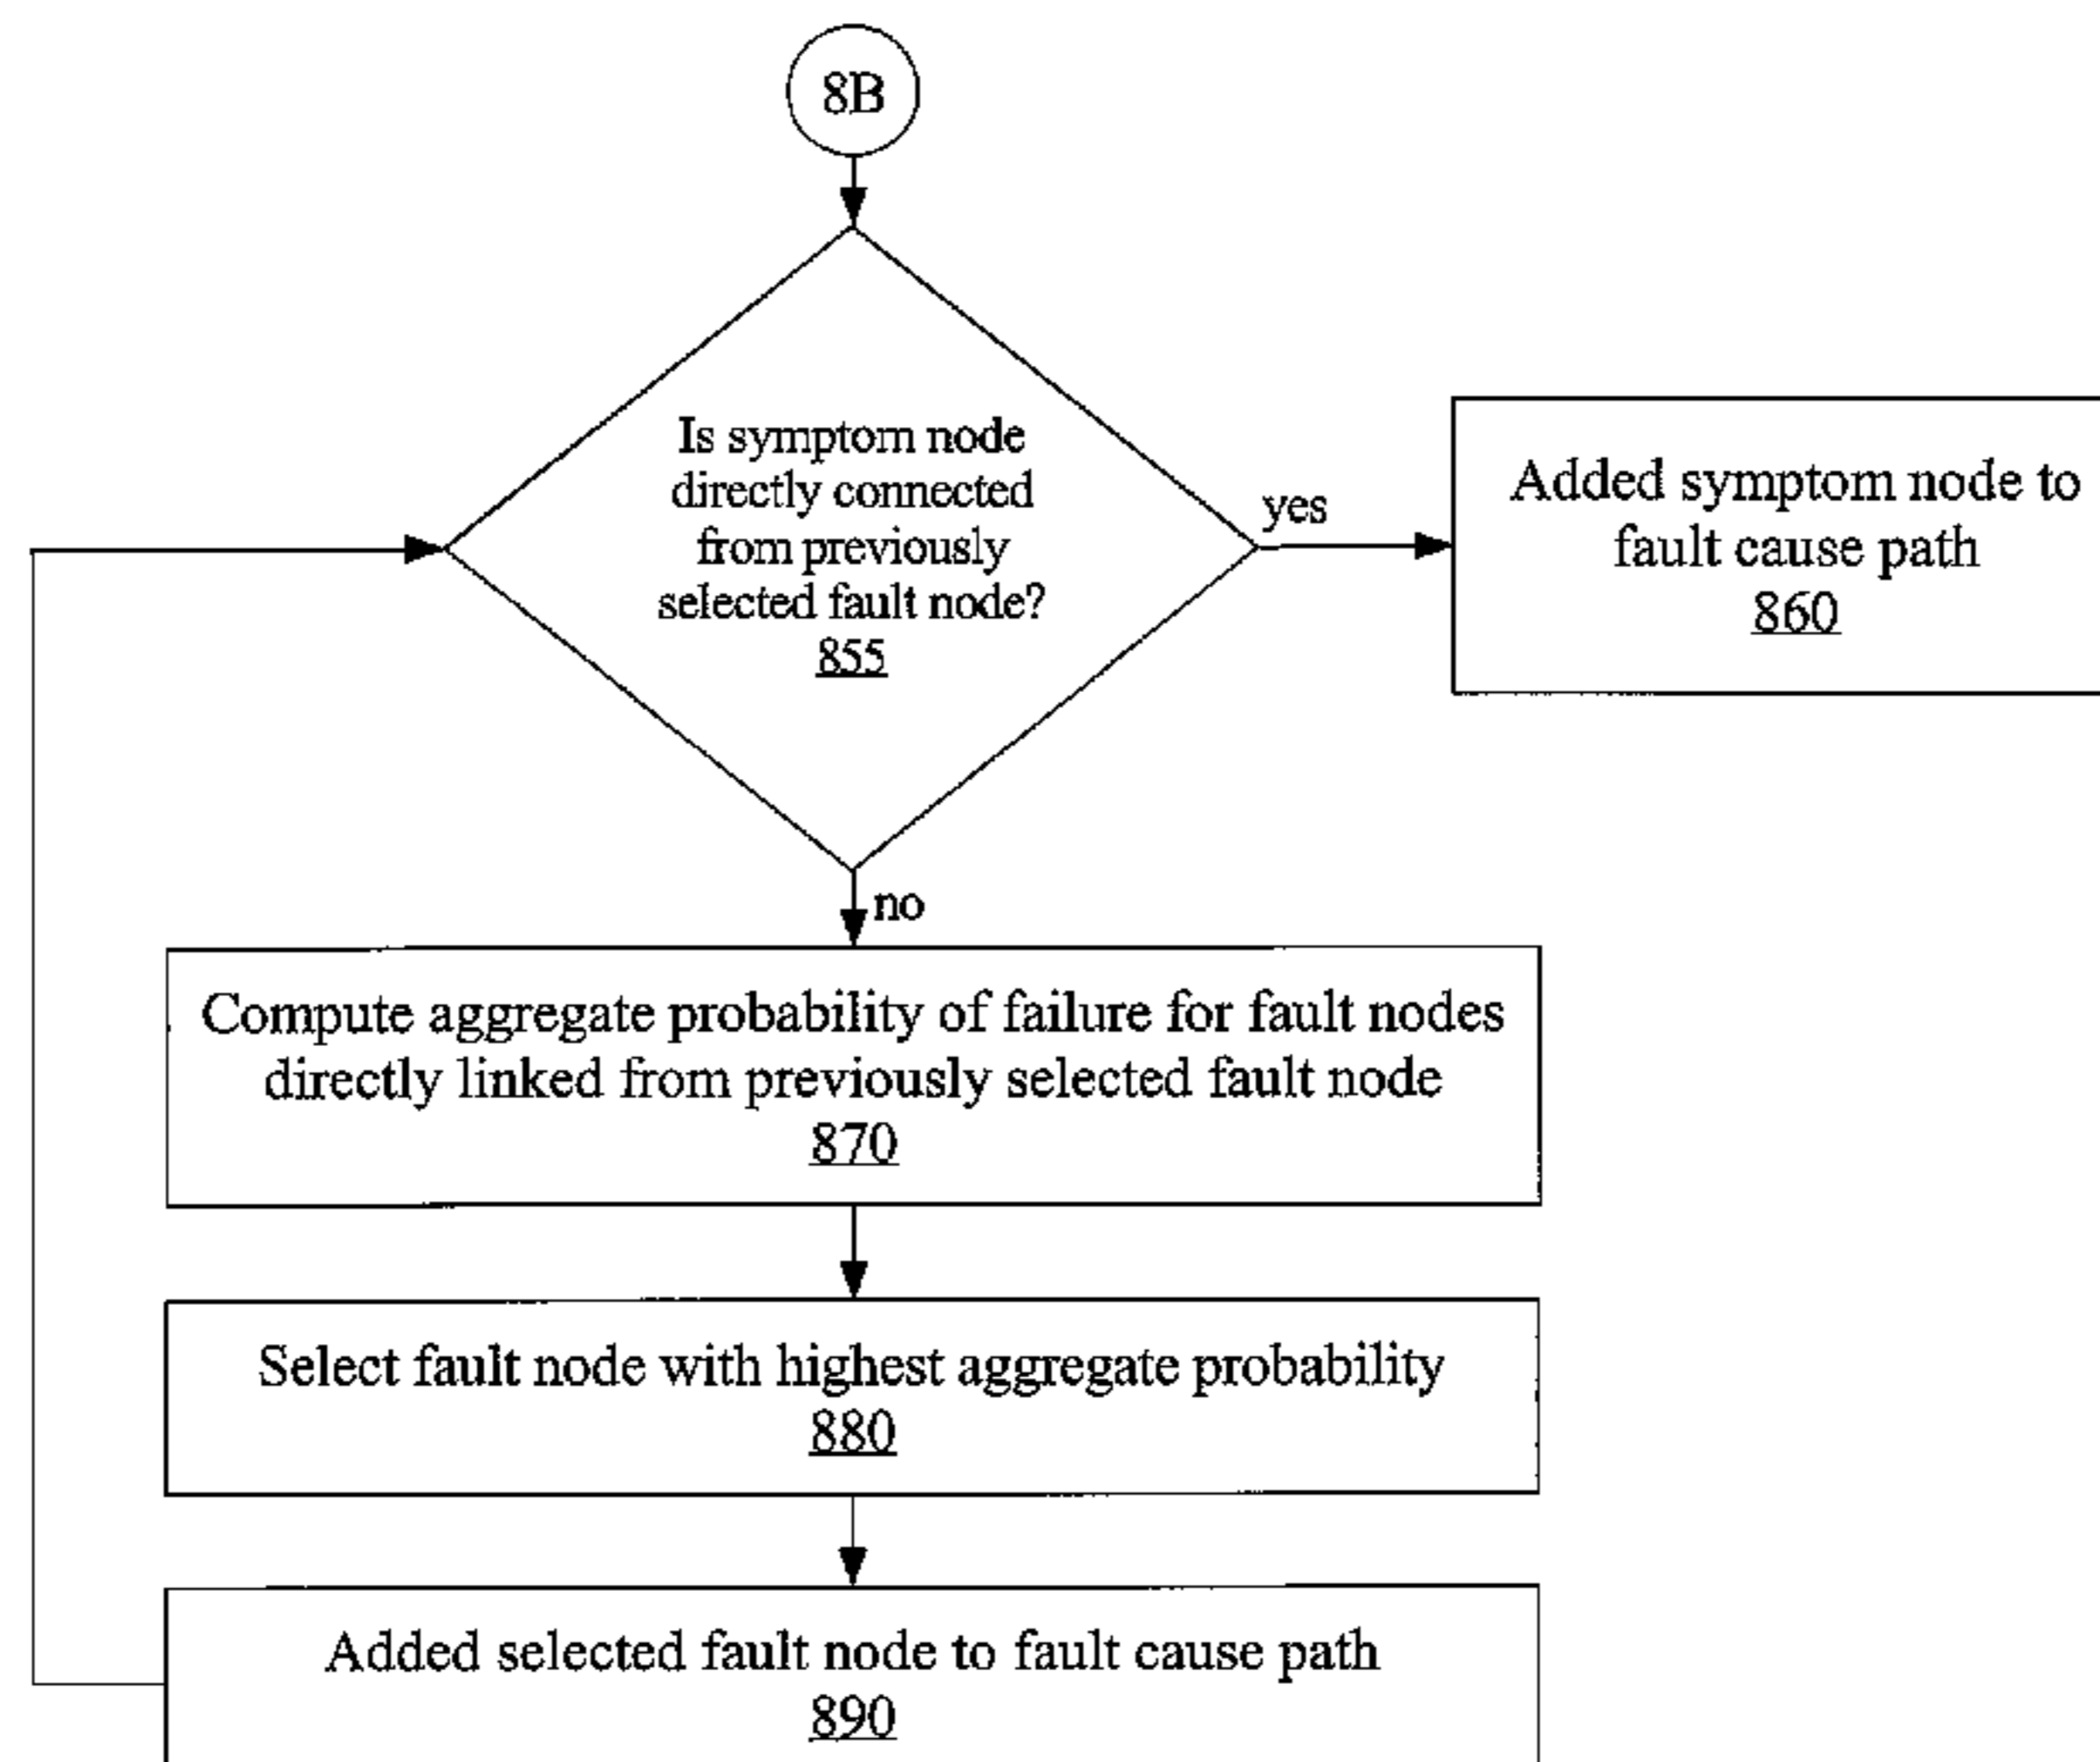 8B
Is symptom node
directly connected
from previously
selected fault node?
855
yes
Added symptom node to
fault cause path
860
no
Compute aggregate probability of failure for fault nodes
directly linked from previously selected fault node
870
Select fault node with highest aggregate probability
880
Added selected fault node to fault cause path
890